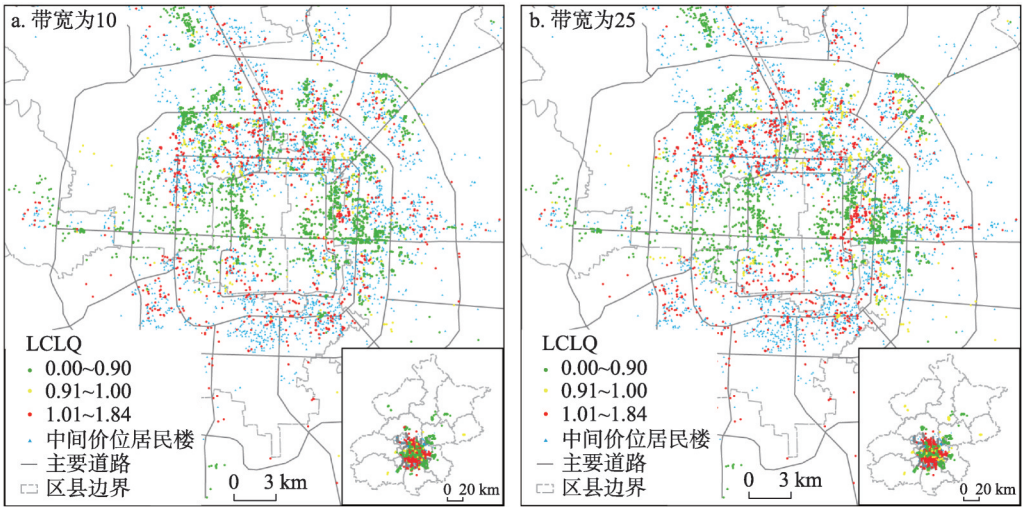 a. 带宽为10
LCLQ
0.00~0.90
0.91~1.00
1.01~1.84
中间价位居民楼
主要道路
区县边界
0 3 km
0 20 km
b. 带宽为25
LCLQ
0.00~0.90
0.91~1.00
1.01~1.84
中间价位居民楼
主要道路
区县边界
0 3 km
0 20 km